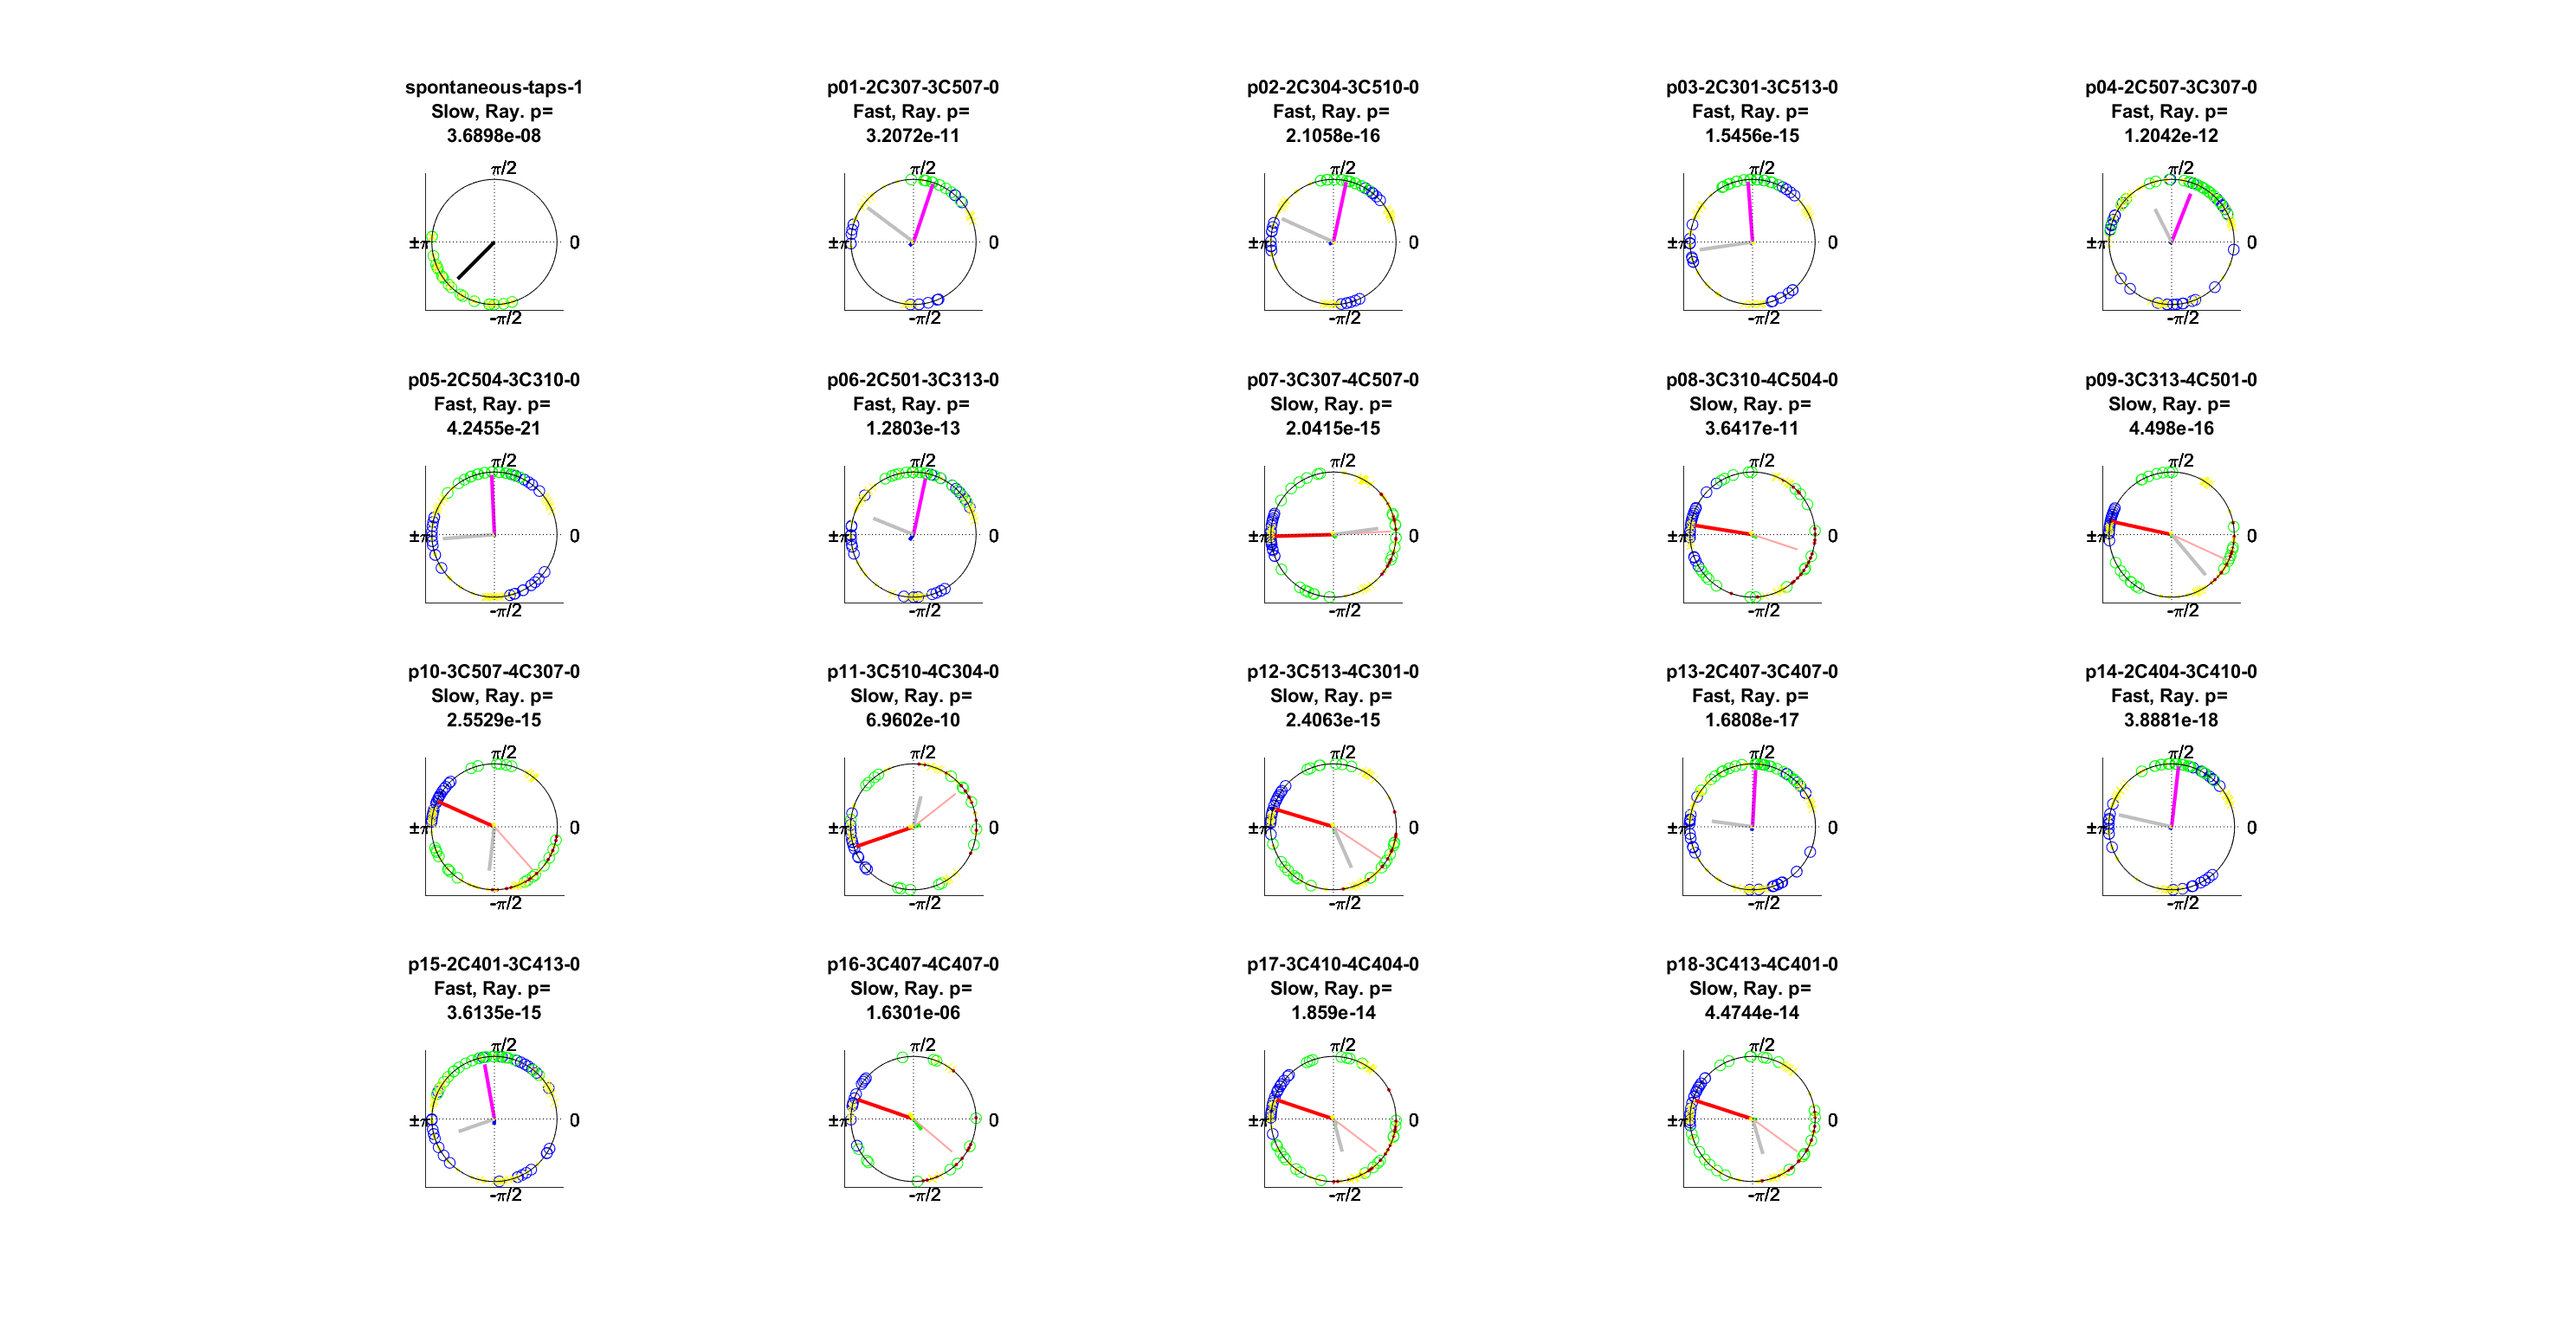 spontaneous-taps-1
Slow, Ray. p=
3.6898e-08
π/2
±π
0
-π/2
p01-2C307-3C507-0
Fast, Ray. p=
3.2072e-11
π/2
±π
0
-π/2
p02-2C304-3C510-0
Fast, Ray. p=
2.1058e-16
π/2
±π
0
-π/2
p03-2C301-3C513-0
Fast, Ray. p=
1.5456e-15
π/2
±π
0
-π/2
p04-2C507-3C307-0
Fast, Ray. p=
1.2042e-12
π/2
±π
0
-π/2
p05-2C504-3C310-0
Fast, Ray. p=
4.2455e-21
π/2
±π
0
-π/2
p06-2C501-3C313-0
Fast, Ray. p=
1.2803e-13
π/2
±π
0
-π/2
p07-3C307-4C507-0
Slow, Ray. p=
2.0415e-15
π/2
±π
0
-π/2
p08-3C310-4C504-0
Slow, Ray. p=
3.6417e-11
π/2
±π
0
-π/2
p09-3C313-4C501-0
Slow, Ray. p=
4.498e-16
π/2
±π
0
-π/2
p10-3C507-4C307-0
Slow, Ray. p=
2.5529e-15
π/2
±π
0
-π/2
p11-3C510-4C304-0
Slow, Ray. p=
6.9602e-10
π/2
±π
0
-π/2
p12-3C513-4C301-0
Slow, Ray. p=
2.4063e-15
π/2
±π
0
-π/2
p13-2C407-3C407-0
Fast, Ray. p=
1.6808e-17
π/2
±π
0
-π/2
p14-2C404-3C410-0
Fast, Ray. p=
3.8881e-18
π/2
±π
0
-π/2
p15-2C401-3C413-0
Fast, Ray. p=
3.6135e-15
π/2
±π
0
-π/2
p16-3C407-4C407-0
Slow, Ray. p=
1.6301e-06
π/2
±π
0
-π/2
p17-3C410-4C404-0
Slow, Ray. p=
1.859e-14
π/2
±π
0
-π/2
p18-3C413-4C401-0
Slow, Ray. p=
4.4744e-14
π/2
±π
0
-π/2